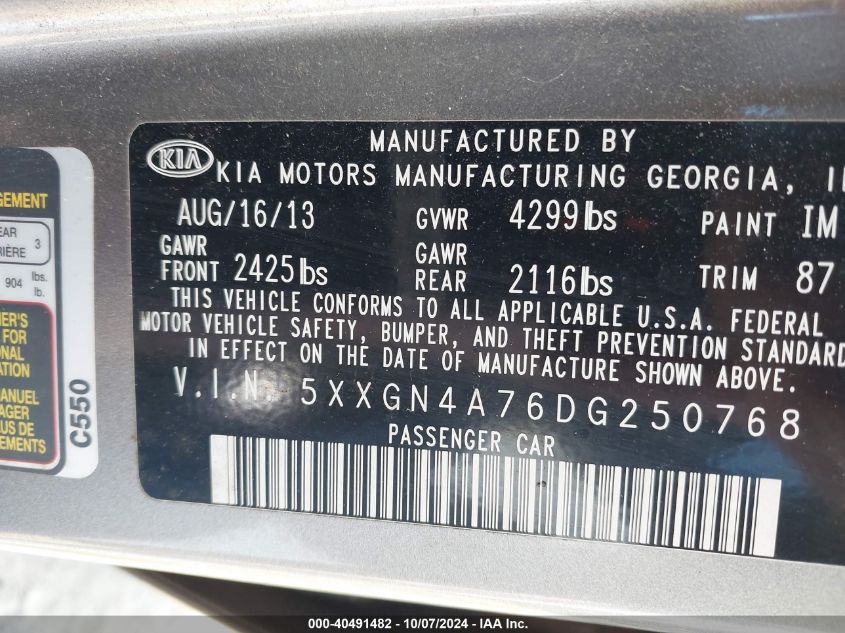 KIA
MANUFACTURED BY
KIA MOTORS MANUFACTURING GEORGIA,
AUG/16/13 GVWR 4299lbs PAINT IM
GAWR FRONT 2425lbs GAWR REAR 2116lbs TRIM 87
THIS VEHICLE CONFORMS TO ALL APPLICABLE U.S.A. FEDERAL
MOTOR VEHICLE SAFETY, BUMPER, AND THEFT PREVENTION STANDARD
IN EFFECT ON THE DATE OF MANUFACTURE SHOWN ABOVE.
V.I.N. 5XXGN4A76DG250768
PASSENGER CAR
3
904 lbs.
lb.
FOR
C550
000-40491482 - 10/07/2024 - IAA Inc.